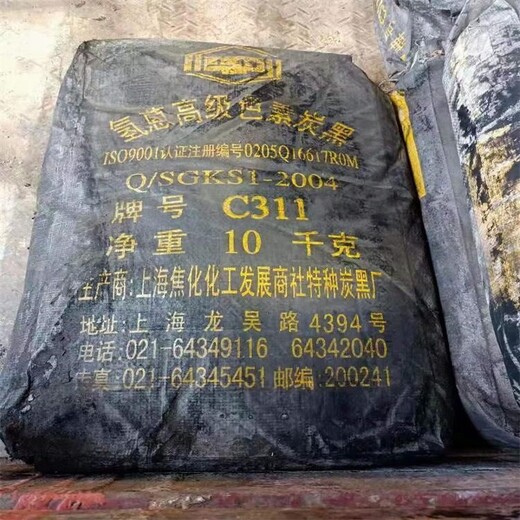 氢蒽高级色素炭黑
ISO9001认证注册编号0205Q16617R0M
Q/SGKS1-2004
牌号 C311
净重 10 千克
生产商:上海焦化化工发展商社特种炭黑厂
地址:上海龙吴路4394号
电话:021-64349116 64342040
传真:021-64345451 邮编:200241